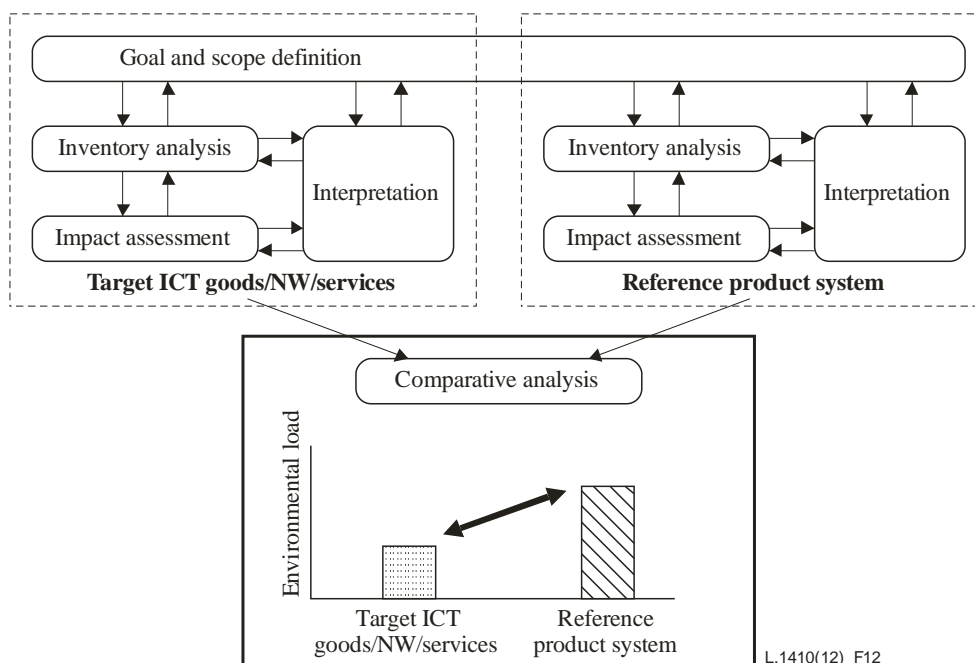 Goal and scope definition
Inventory analysis
Interpretation
Impact assessment
Target ICT goods/NW/services
Inventory analysis
Interpretation
Impact assessment
Reference product system
Comparative analysis
Environmental load
Target ICT
goods/NW/services
Reference
product system
L.1410(12)_F12